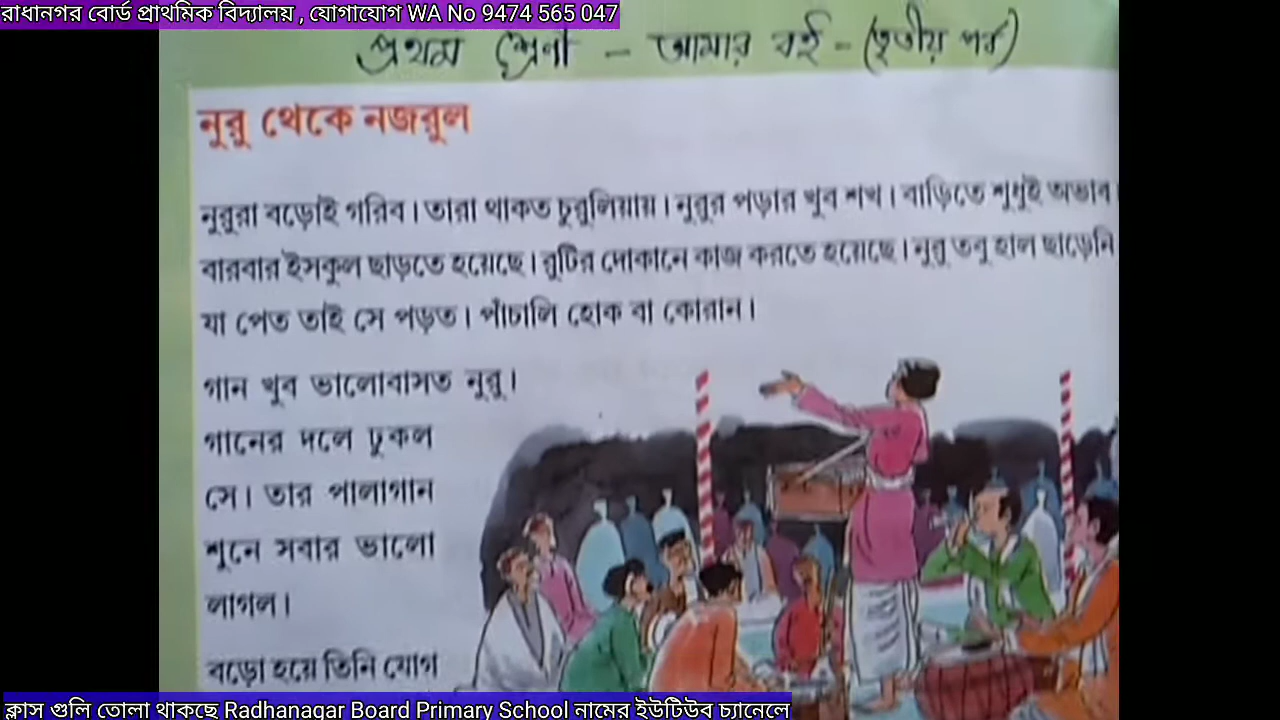 রাধানগর বোর্ড প্রাথমিক বিদ্যালয় , যোগাযোগ WA No 9474 565 047
প্রথম শ্রেণী - আমার বই - (তৃতীয় পর্ব)
নুরু থেকে নজরুল
নুরুরা বড়োই গরিব। তারা থাকত চুরুলিয়ায়। নুরুর পড়ার খুব শখ। বাড়িতে শুধুই অভাব
বারবার ইসকুল ছাড়তে হয়েছে। রুটির দোকানে কাজ করতে হয়েছে। নুরু তবু হাল ছাড়েনি
যা পেত তাই সে পড়ত। পাঁচালি হোক বা কোরান।
গান খুব ভালোবাসত নুরু।
গানের দলে ঢুকল
সে। তার পালাগান
শুনে সবার ভালো
লাগল।
বড়ো হয়ে তিনি যোগ
ক্লাস গুলি তোলা থাকছে Radhanagar Board Primary School নামের ইউটিউব চ্যানেলে